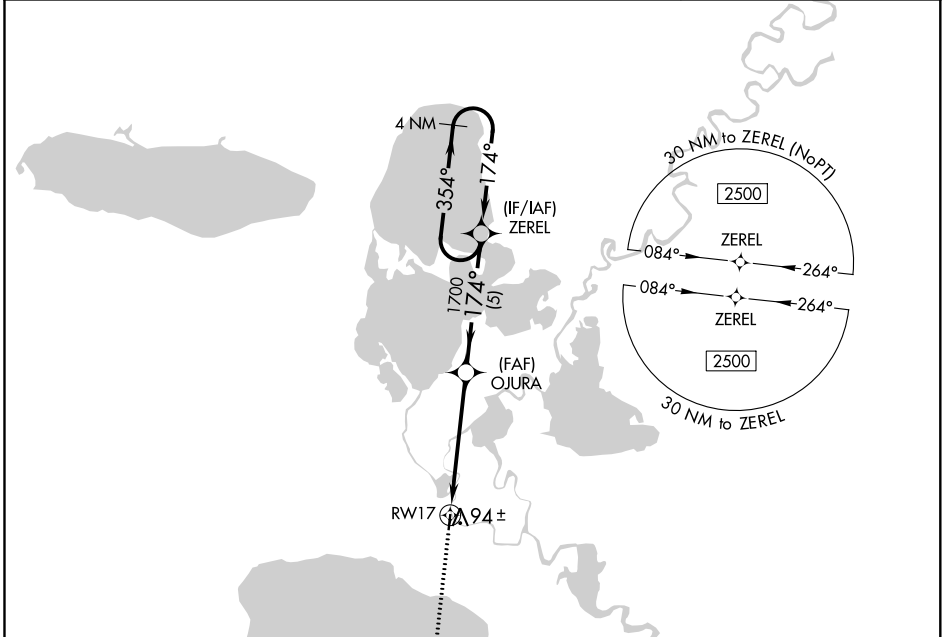 4 NM
354°
174°
(IF/IAF)
ZEREL
1700
174°
(5)
(FAF)
OJURA
RW17
94±
30 NM to ZEREL (NoPT)
2500
ZEREL
084°
264°
084°
264°
ZEREL
2500
30 NM to ZEREL